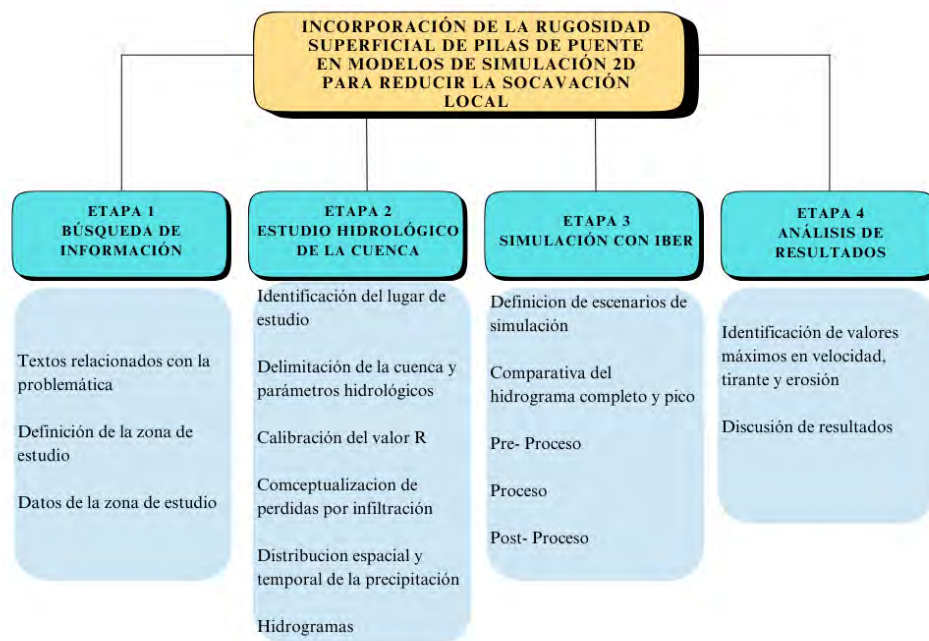 INCORPORACIÓN DE LA RUGOSIDAD
SUPERFICIAL DE PILAS DE PUENTE
EN MODELOS DE SIMULACIÓN 2D
PARA REDUCIR LA SOCAVACIÓN
LOCAL
ETAPA 1
BÚSQUEDA DE
INFORMACIÓN
Textos relacionados con la
problemática
Definición de la zona de
estudio
Datos de la zona de estudio
ETAPA 2
ESTUDIO HIDROLÓGICO
DE LA CUENCA
Identificación del lugar de
estudio
Delimitación de la cuenca y
parámetros hidrológicos
Calibración del valor R
Comceptualizacion de
perdidas por infiltración
Distribucion espacial y
temporal de la precipitación
Hidrogramas
ETAPA 3
SIMULACIÓN CON IBER
Definicion de escenarios de
simulación
Comparativa del
hidrograma completo y pico
Pre- Proceso
Proceso
Post- Proceso
ETAPA 4
ANÁLISIS DE
RESULTADOS
Identificación de valores
máximos en velocidad,
tirante y erosión
Discusión de resultados